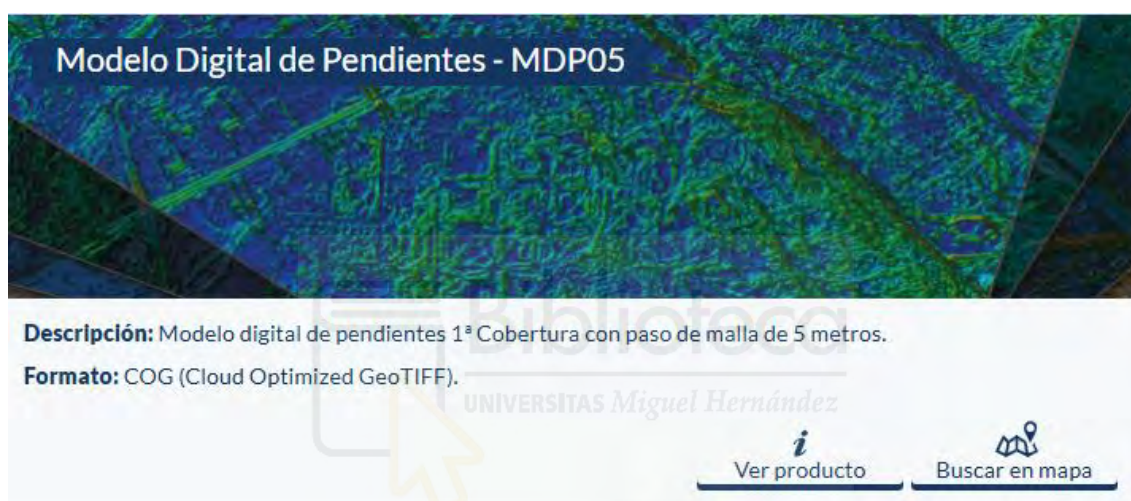 Modelo Digital de Pendientes - MDP05
Descripción: Modelo digital de pendientes 1ª Cobertura con paso de malla de 5 metros.
Formato: COG (Cloud Optimized GeoTIFF).
Biblioteca
UNIVERSITAS Miguel Hernández
i
Ver producto Buscar en mapa